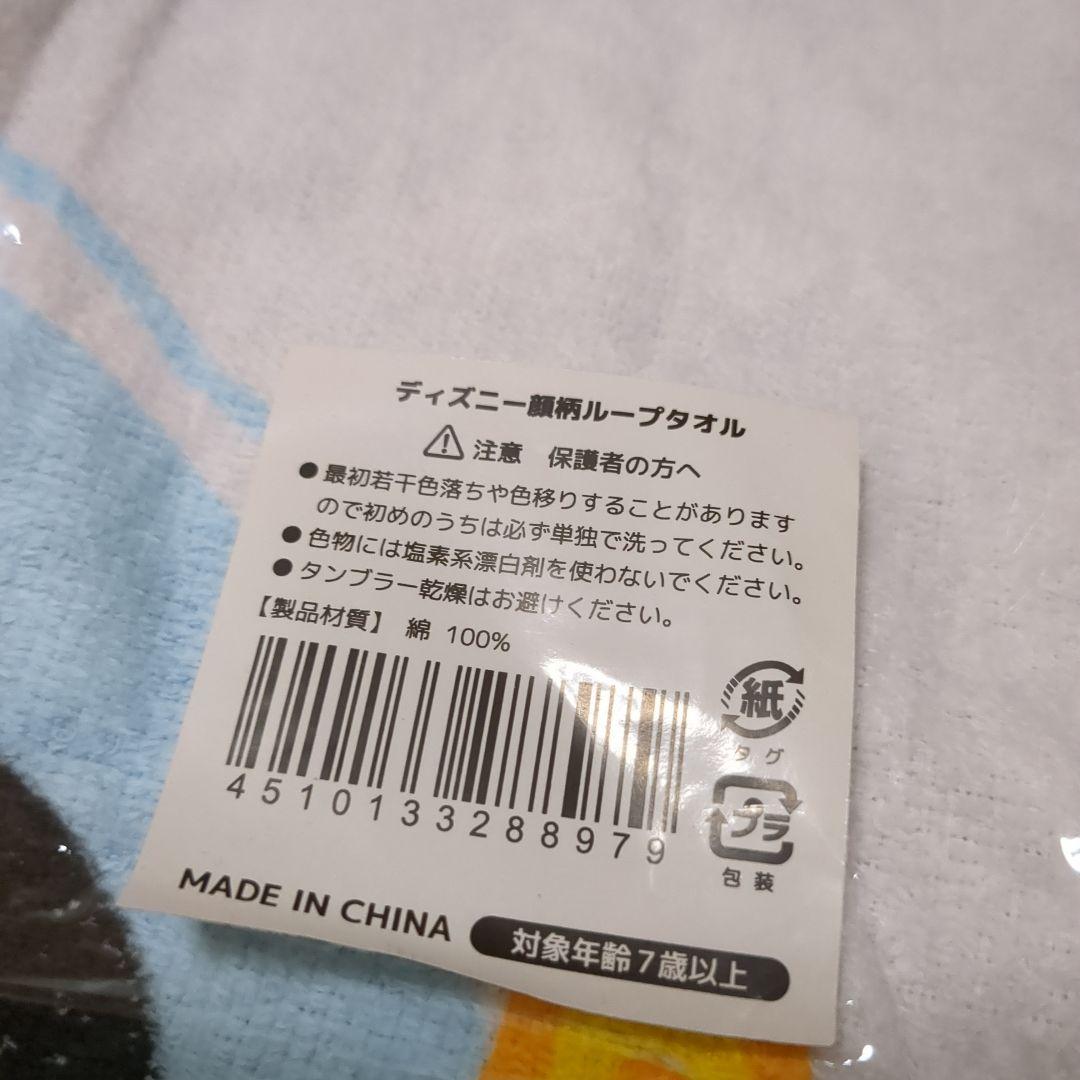 ディズニー顔柄ループタオル
⚠注意　保護者の方へ
●最初若干色落ちや色移りすることがあります
ので初めのうちは必ず単独で洗ってください。
●色物には塩素系漂白剤を使わないでください。
●タンブラー乾燥はお避けください。
【製品材質】 綿 100%
紙
タグ
4510133288979
プラ
包装
MADE IN CHINA
対象年齢7歳以上